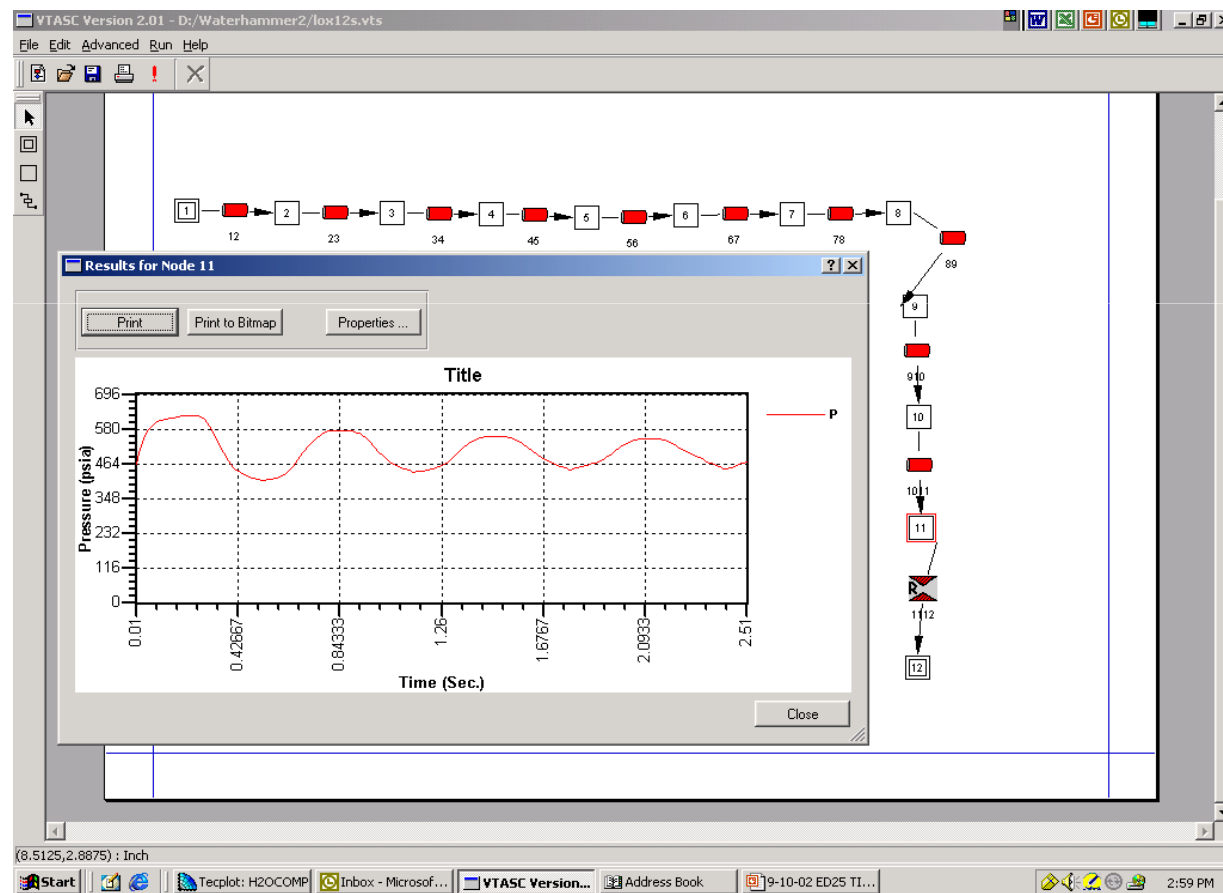 VTASC Version 2.01 - D:/Waterhammer2/lox12s.vts
File Edit Advanced Run Help
1 2 3 4 5 6 7 8
12 23 34 45 56 67 78
89
Results for Node 11
Print Print to Bitmap Properties ...
9
910
10
1011
11
R
1112
12
Title
696
580
464
348
232
116
0
Pressure (psia)
P
0.01 0.42667 0.84333 1.26 1.6767 2.0933 2.51
Time (Sec.)
Close
(8.5125,2.8875) : Inch
Start Tecplot: H2OCOMP Inbox - Microsof... VTASC Version... Address Book 9-10-02 ED25 TI... 2:59 PM